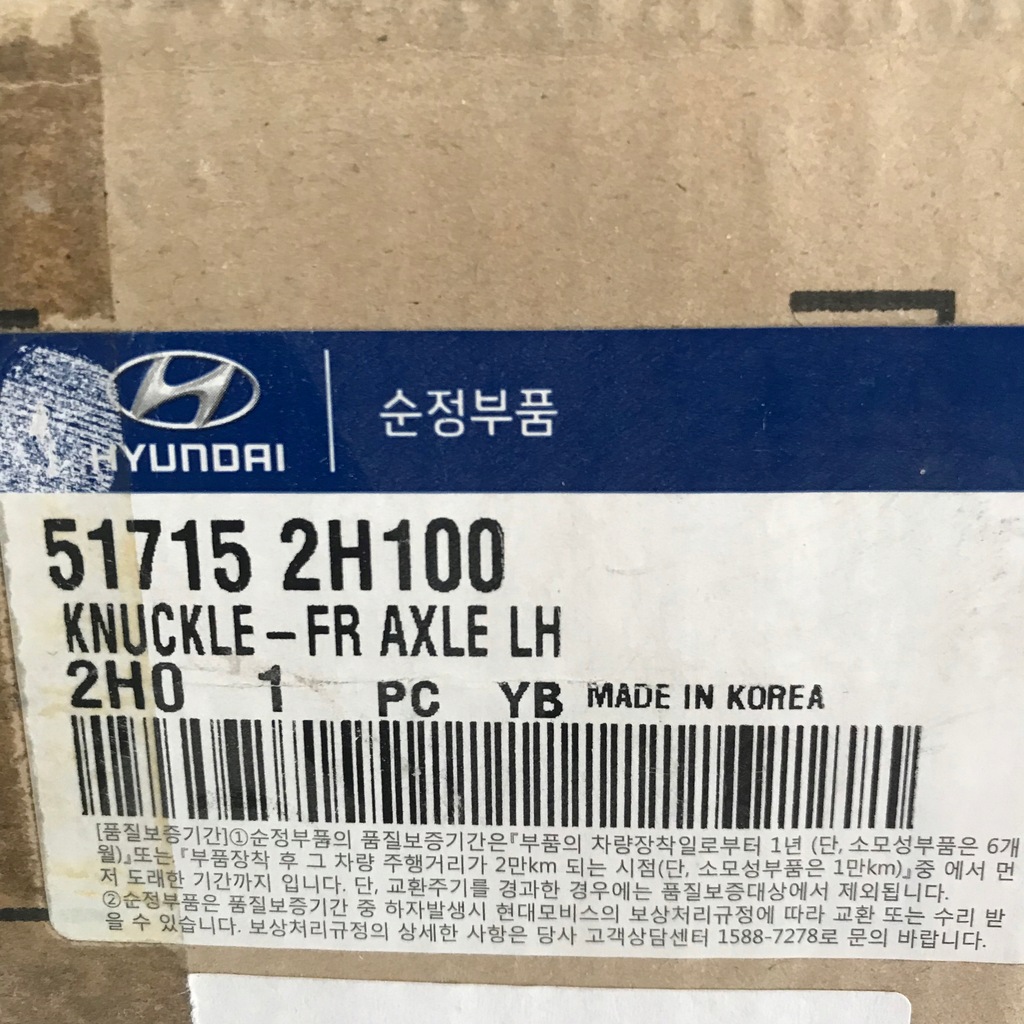 HYUNDAI
순정부품
51715 2H100
KNUCKLE-FR AXLE LH
2H0 1 PC YB MADE IN KOREA
[품질보증기간]①순정부품의 품질보증기간은『부품의 차량장착일로부터 1년 (단, 소모성부품은 6개
월)』또는『부품장착 후 그 차량 주행거리가 2만km 되는 시점(단, 소모성부품은 1만km)』중 에서 먼
저 도래한 기간까지 입니다. 단, 교환주기를 경과한 경우에는 품질보증대상에서 제외됩니다.
②순정부품은 품질보증기간 중 하자발생시 현대모비스의 보상처리규정에 따라 교환 또는 수리 받
을 수 있습니다. 보상처리규정의 상세한 사항은 당사 고객상담센터 1588-7278로 문의 바랍니다.